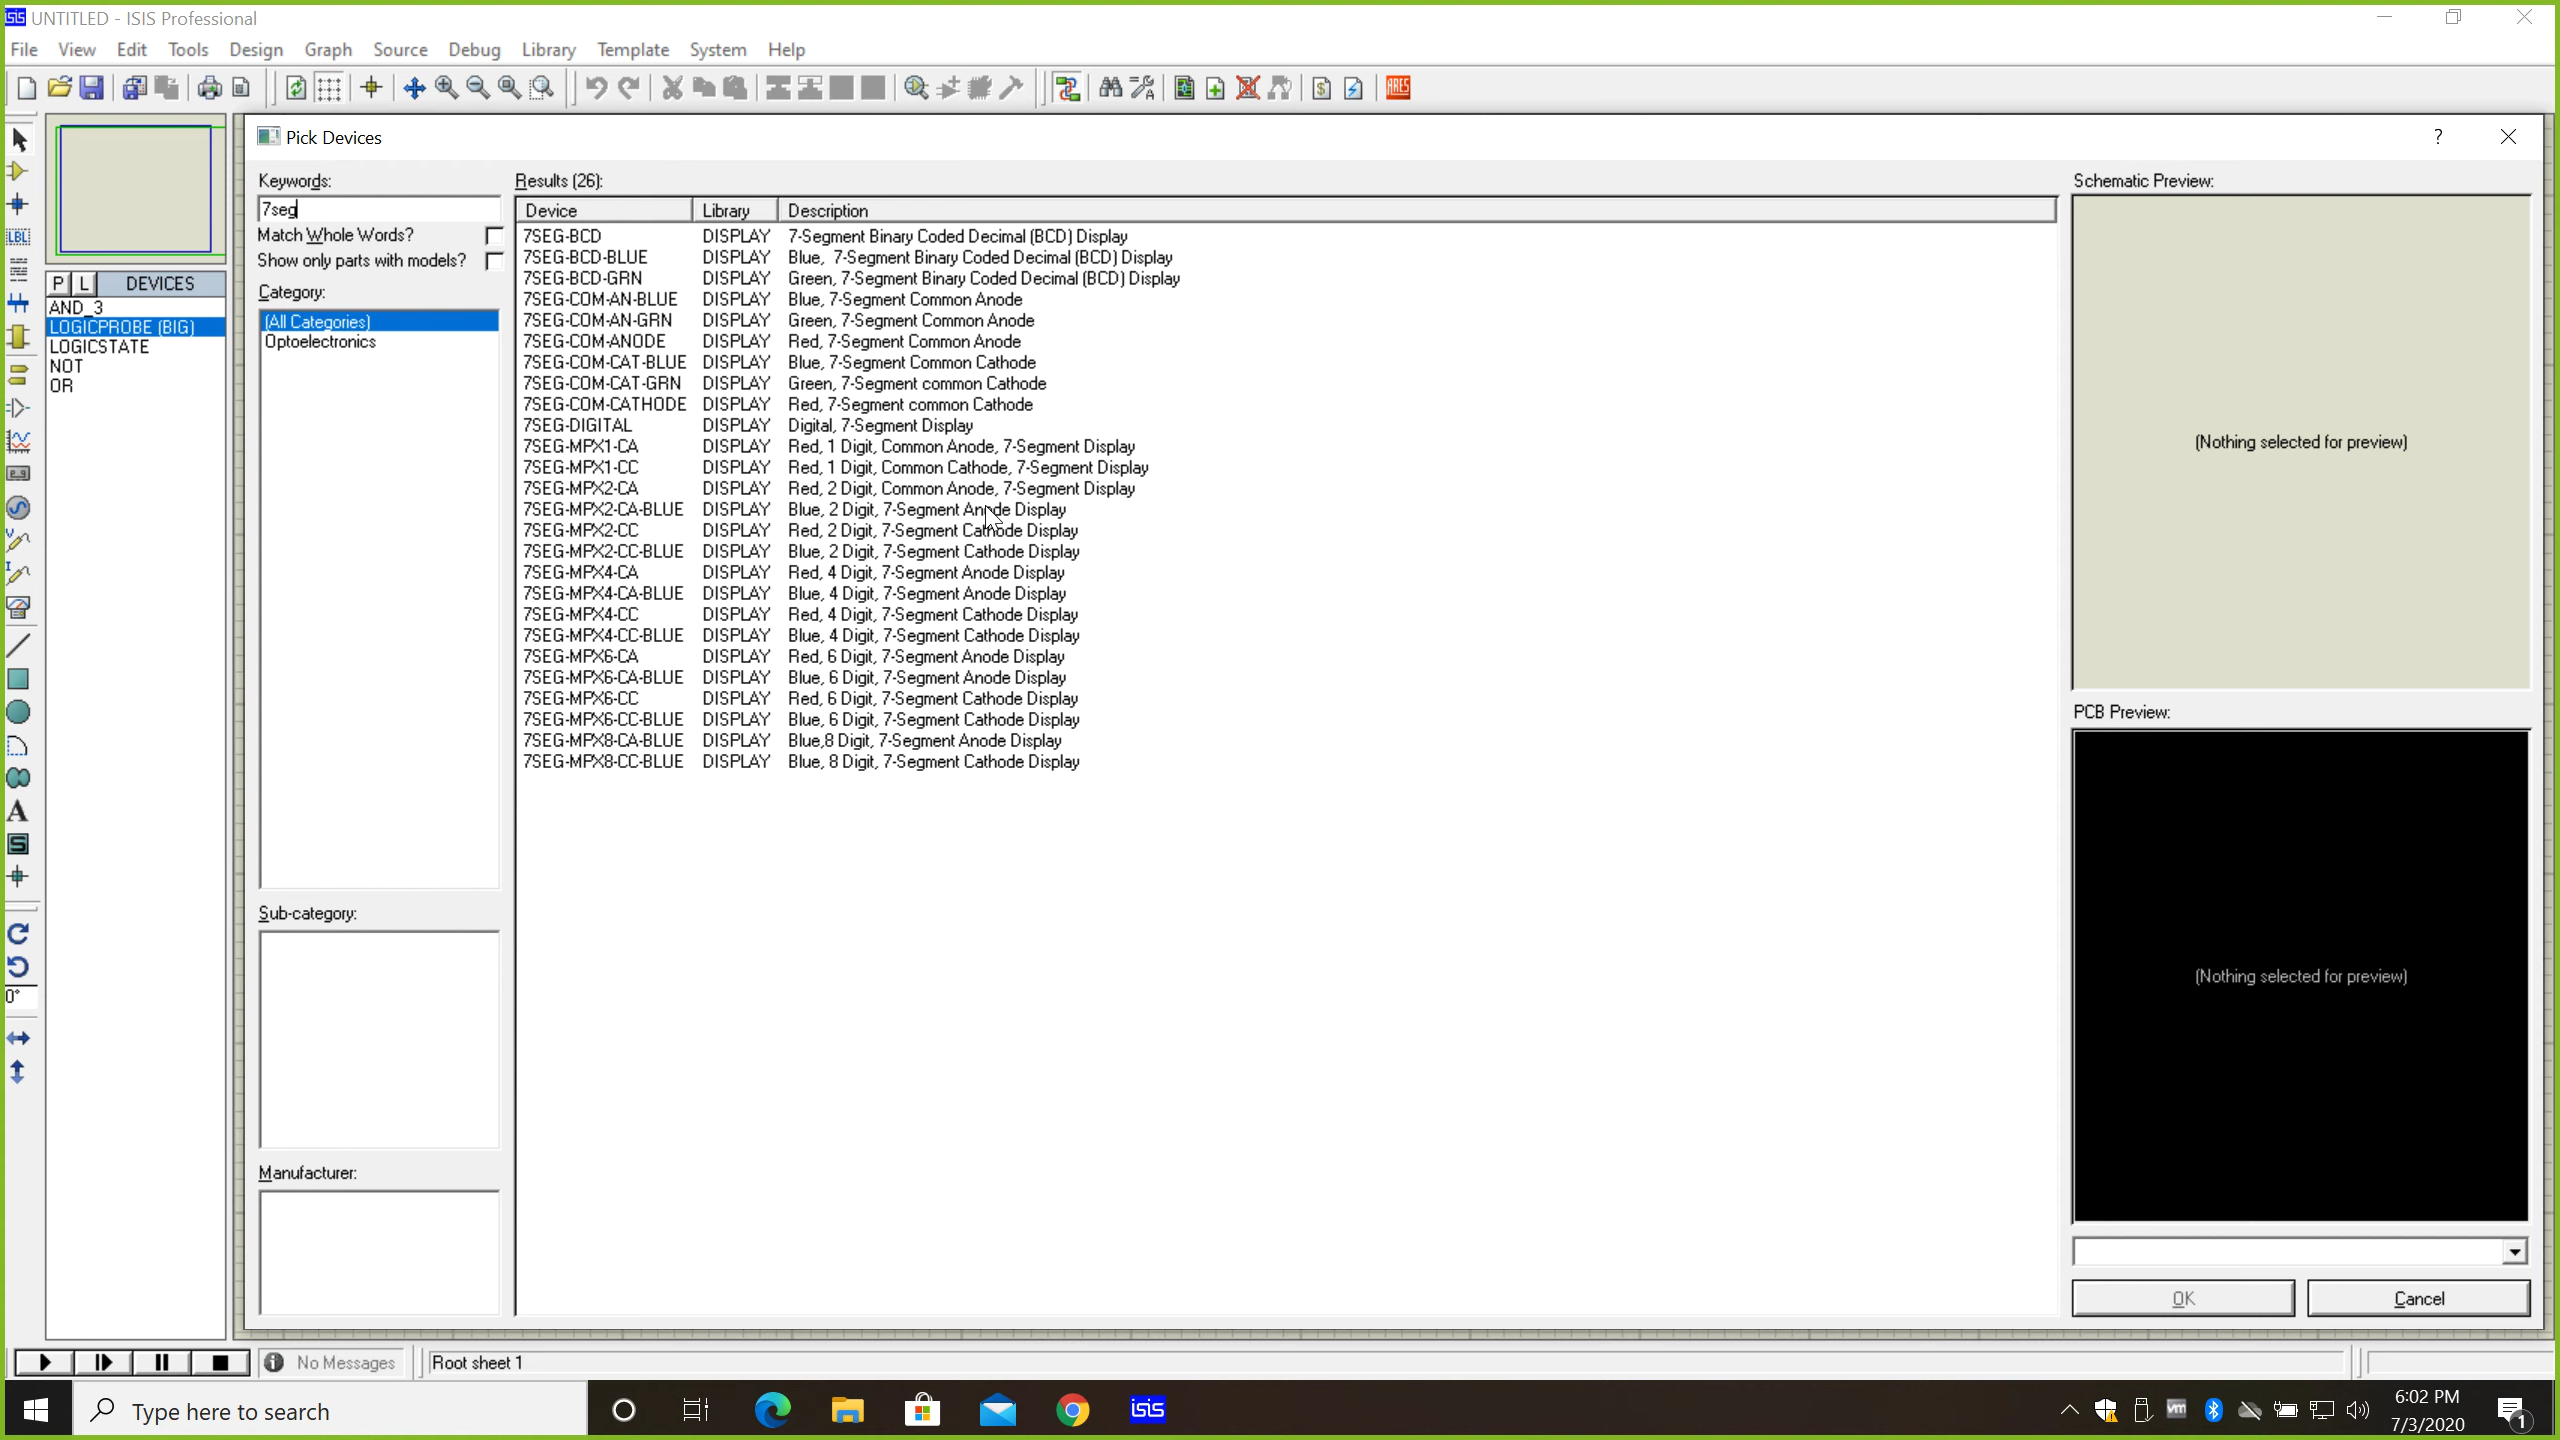 isis UNTITLED - ISIS Professional
File View Edit Tools Design Graph Source Debug Library Template System Help
ARES
Pick Devices
Keywords:
7seg
Match Whole Words?
Show only parts with models?
Category:
(All Categories)
Optoelectronics
Sub-category:
Manufacturer:
LBL
P L DEVICES
AND_3
LOGICPROBE (BIG)
LOGICSTATE
NOT
OR
A
S
0°
Results (26):
Device Library Description
7SEG-BCD DISPLAY 7-Segment Binary Coded Decimal (BCD) Display
7SEG-BCD-BLUE DISPLAY Blue, 7-Segment Binary Coded Decimal (BCD) Display
7SEG-BCD-GRN DISPLAY Green, 7-Segment Binary Coded Decimal (BCD) Display
7SEG-COM-AN-BLUE DISPLAY Blue, 7-Segment Common Anode
7SEG-COM-AN-GRN DISPLAY Green, 7-Segment Common Anode
7SEG-COM-ANODE DISPLAY Red, 7-Segment Common Anode
7SEG-COM-CAT-BLUE DISPLAY Blue, 7-Segment Common Cathode
7SEG-COM-CAT-GRN DISPLAY Green, 7-Segment common Cathode
7SEG-COM-CATHODE DISPLAY Red, 7-Segment common Cathode
7SEG-DIGITAL DISPLAY Digital, 7-Segment Display
7SEG-MPX1-CA DISPLAY Red, 1 Digit, Common Anode, 7-Segment Display
7SEG-MPX1-CC DISPLAY Red, 1 Digit, Common Cathode, 7-Segment Display
7SEG-MPX2-CA DISPLAY Red, 2 Digit, Common Anode, 7-Segment Display
7SEG-MPX2-CA-BLUE DISPLAY Blue, 2 Digit, 7-Segment Anode Display
7SEG-MPX2-CC DISPLAY Red, 2 Digit, 7-Segment Cathode Display
7SEG-MPX2-CC-BLUE DISPLAY Blue, 2 Digit, 7-Segment Cathode Display
7SEG-MPX4-CA DISPLAY Red, 4 Digit, 7-Segment Anode Display
7SEG-MPX4-CA-BLUE DISPLAY Blue, 4 Digit, 7-Segment Anode Display
7SEG-MPX4-CC DISPLAY Red, 4 Digit, 7-Segment Cathode Display
7SEG-MPX4-CC-BLUE DISPLAY Blue, 4 Digit, 7-Segment Cathode Display
7SEG-MPX6-CA DISPLAY Red, 6 Digit, 7-Segment Anode Display
7SEG-MPX6-CA-BLUE DISPLAY Blue, 6 Digit, 7-Segment Anode Display
7SEG-MPX6-CC DISPLAY Red, 6 Digit, 7-Segment Cathode Display
7SEG-MPX6-CC-BLUE DISPLAY Blue, 6 Digit, 7-Segment Cathode Display
7SEG-MPX8-CA-BLUE DISPLAY Blue,8 Digit, 7-Segment Anode Display
7SEG-MPX8-CC-BLUE DISPLAY Blue, 8 Digit, 7-Segment Cathode Display
Schematic Preview:
(Nothing selected for preview)
PCB Preview:
(Nothing selected for preview)
OK Cancel
No Messages Root sheet 1
Type here to search
isis
vm
6:02 PM
7/3/2020
1